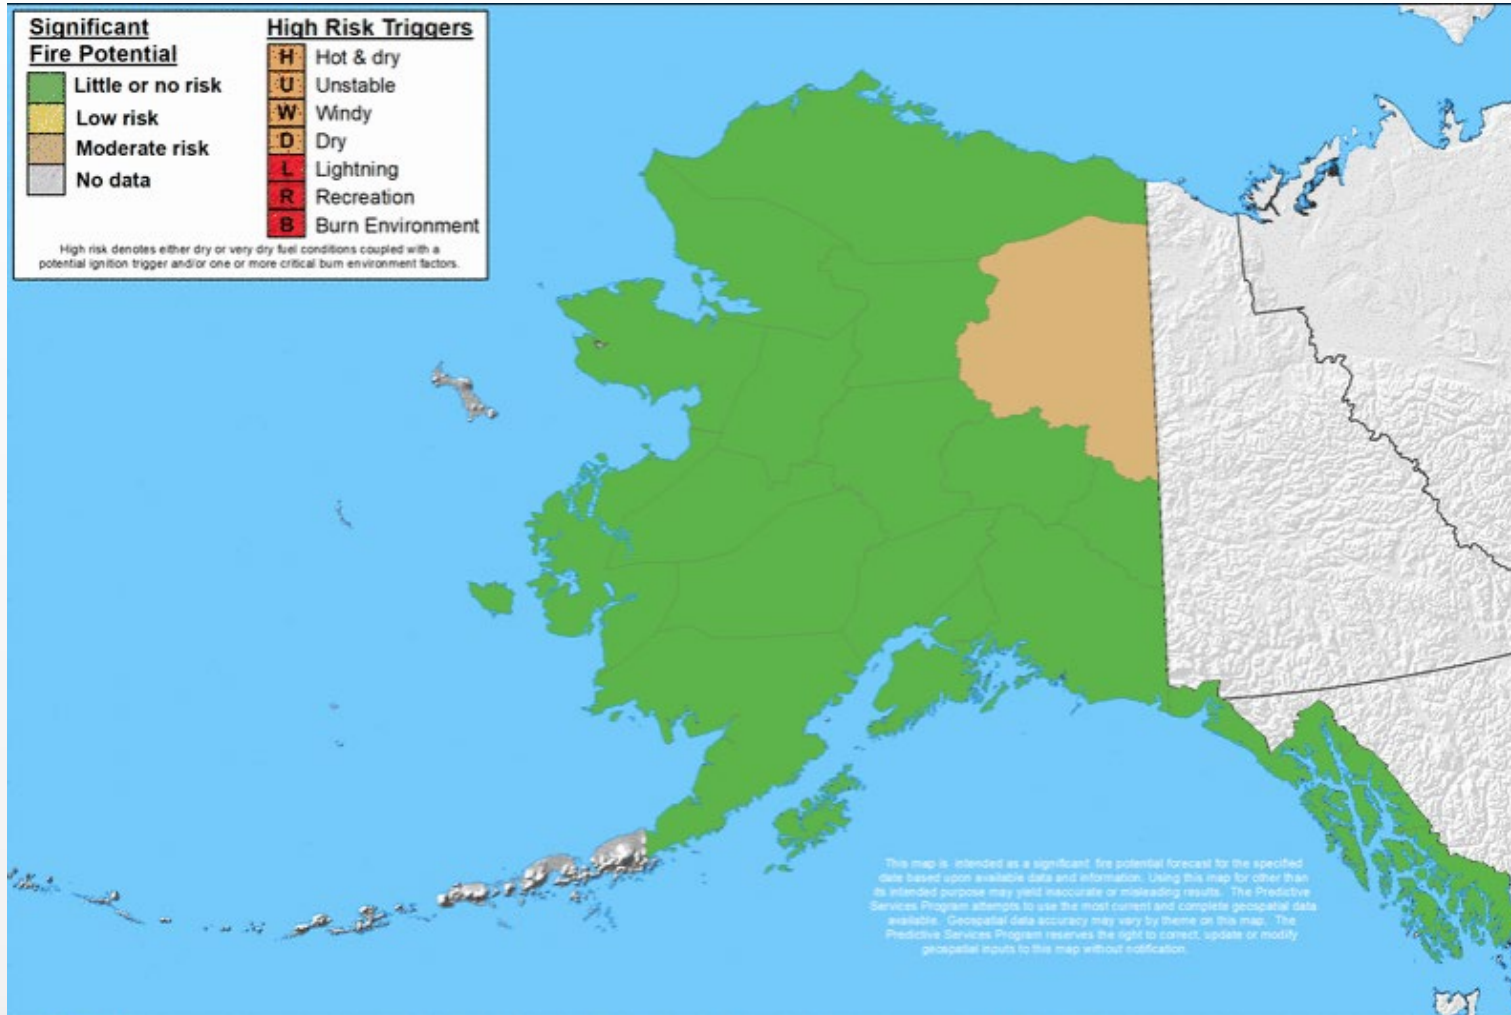 Significant
Fire Potential
Little or no risk
Low risk
Moderate risk
No data
High Risk Triggers
H Hot & dry
U Unstable
W Windy
D Dry
L Lightning
R Recreation
B Burn Environment
High risk denotes either dry or very dry fuel conditions coupled with a
potential ignition trigger and/or one or more critical burn environment factors.
This map is intended as a significant fire potential forecast for the specified
date based upon available data and information. Using this map for other than
its intended purpose may yield inaccurate or misleading results. The Predictive
Services Program attempts to use the most current and complete geospatial data
available. Geospatial data accuracy may vary by theme on this map. The
Predictive Services Program reserves the right to correct, update or modify
geospatial inputs to this map without notification.